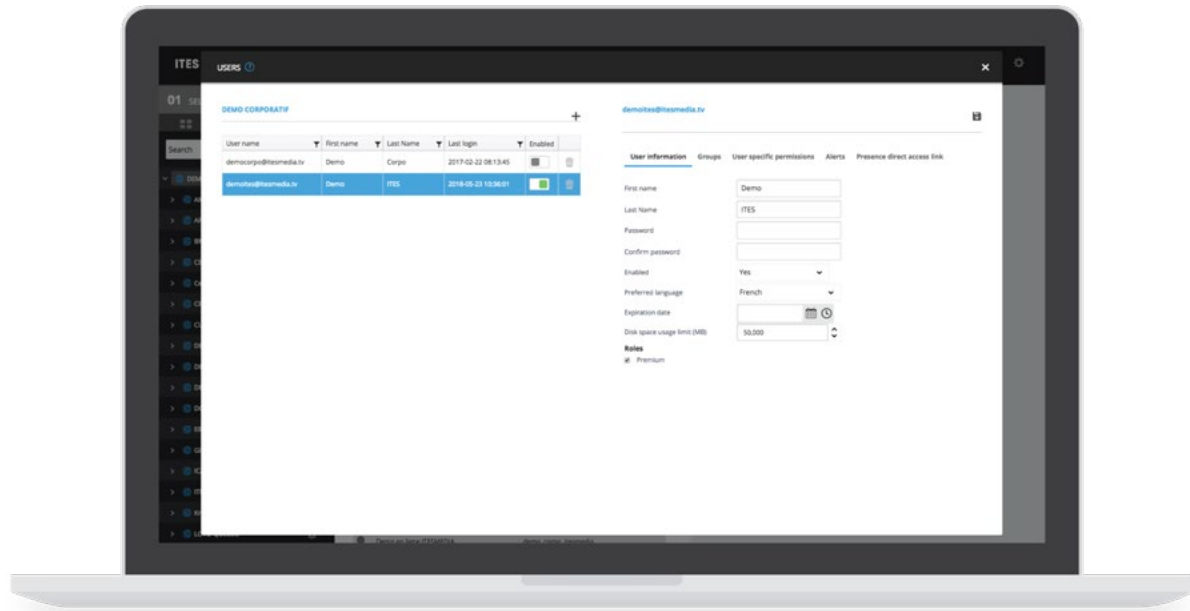 ITES
USERS ?
01
Search
DEMO CORPORATIF
User name First name Last Name Last login Enabled
democorpo@itesmedia.tv Demo Corpo 2017-02-22 08:13:45
demoites@itesmedia.tv Demo ITES 2018-05-23 10:36:01
demoites@itesmedia.tv
User information Groups User specific permissions Alerts Presence direct access link
First name Demo
Last Name ITES
Password
Confirm password
Enabled Yes
Preferred language French
Expiration date
Disk space usage limit (MB) 50,000
Roles
Premium